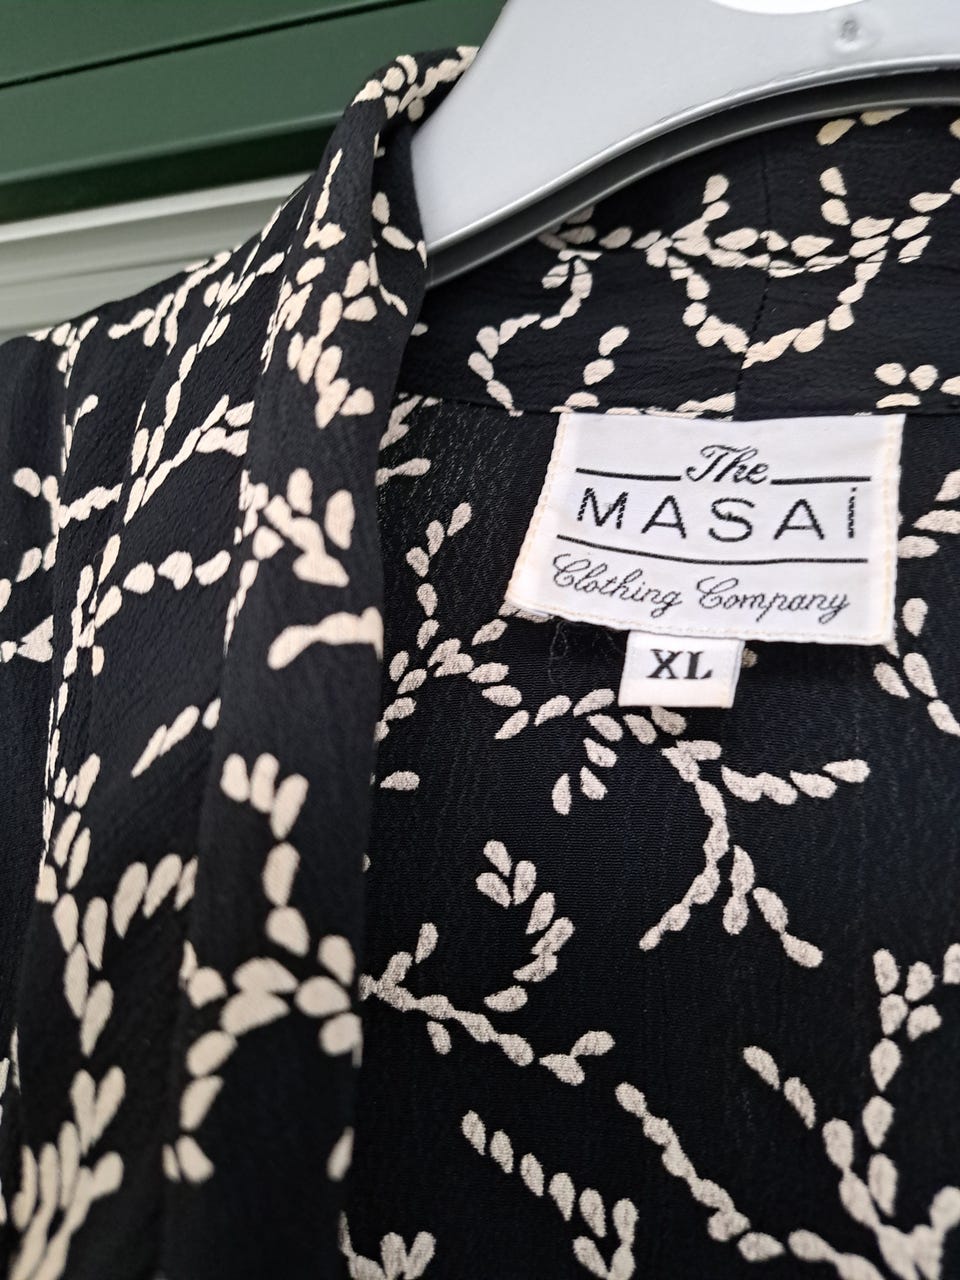 The
MASAi
Clothing Company
XL